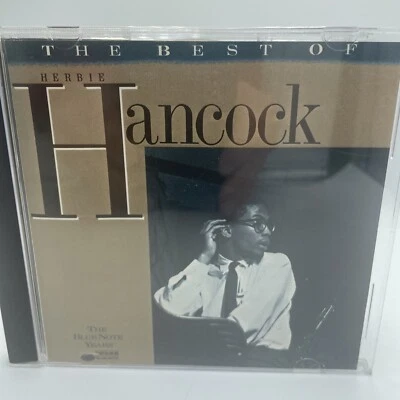 THE BEST OF
HERBIE
Hancock
"THE
BLUE NOTE
YEARS"